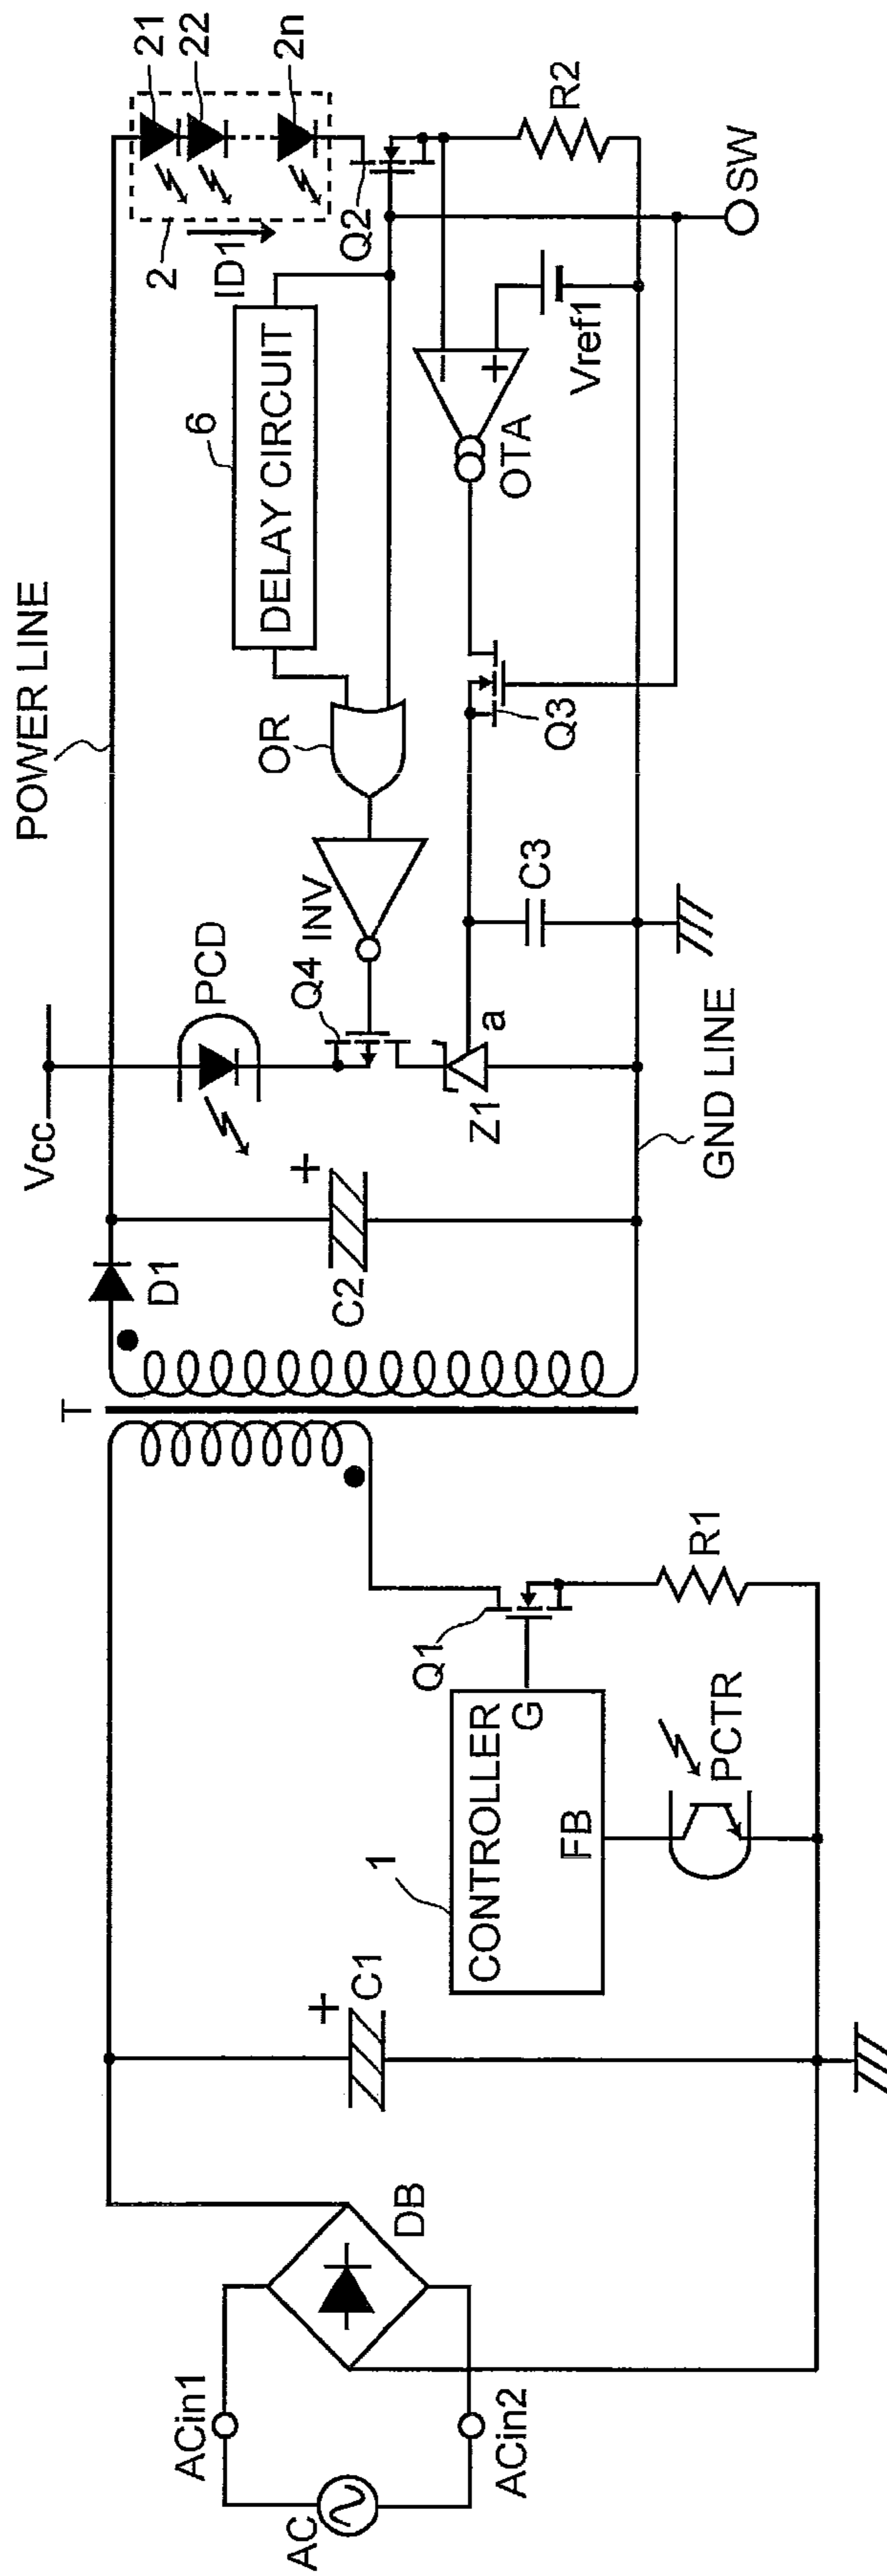 AC
ACin1
ACin2
DB
C1
+
1
CONTROLLER
G
FB
PCTR
Q1
R1
T
D1
C2
+
Vcc
PCD
Q4
INV
Z1
a
C3
GND LINE
POWER LINE
OR
6
DELAY CIRCUIT
Q3
OTA
+
−
Vref1
Q2
ID1
2
21
22
2n
R2
SW